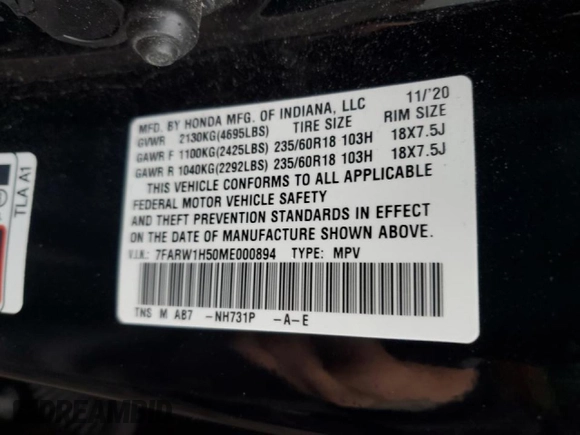 MFD. BY HONDA MFG. OF INDIANA, LLC 11/'20
GVWR 2130KG(4695LBS) TIRE SIZE RIM SIZE
GAWR F 1100KG(2425LBS) 235/60R18 103H 18X7.5J
GAWR R 1040KG(2292LBS) 235/60R18 103H 18X7.5J
THIS VEHICLE CONFORMS TO ALL APPLICABLE
FEDERAL MOTOR VEHICLE SAFETY
AND THEFT PREVENTION STANDARDS IN EFFECT
ON THE DATE OF MANUFACTURE SHOWN ABOVE.
V.I.N.: 7FARW1H50ME000894 TYPE: MPV
TNS M AB7 -NH731P -A-E
TLA A1